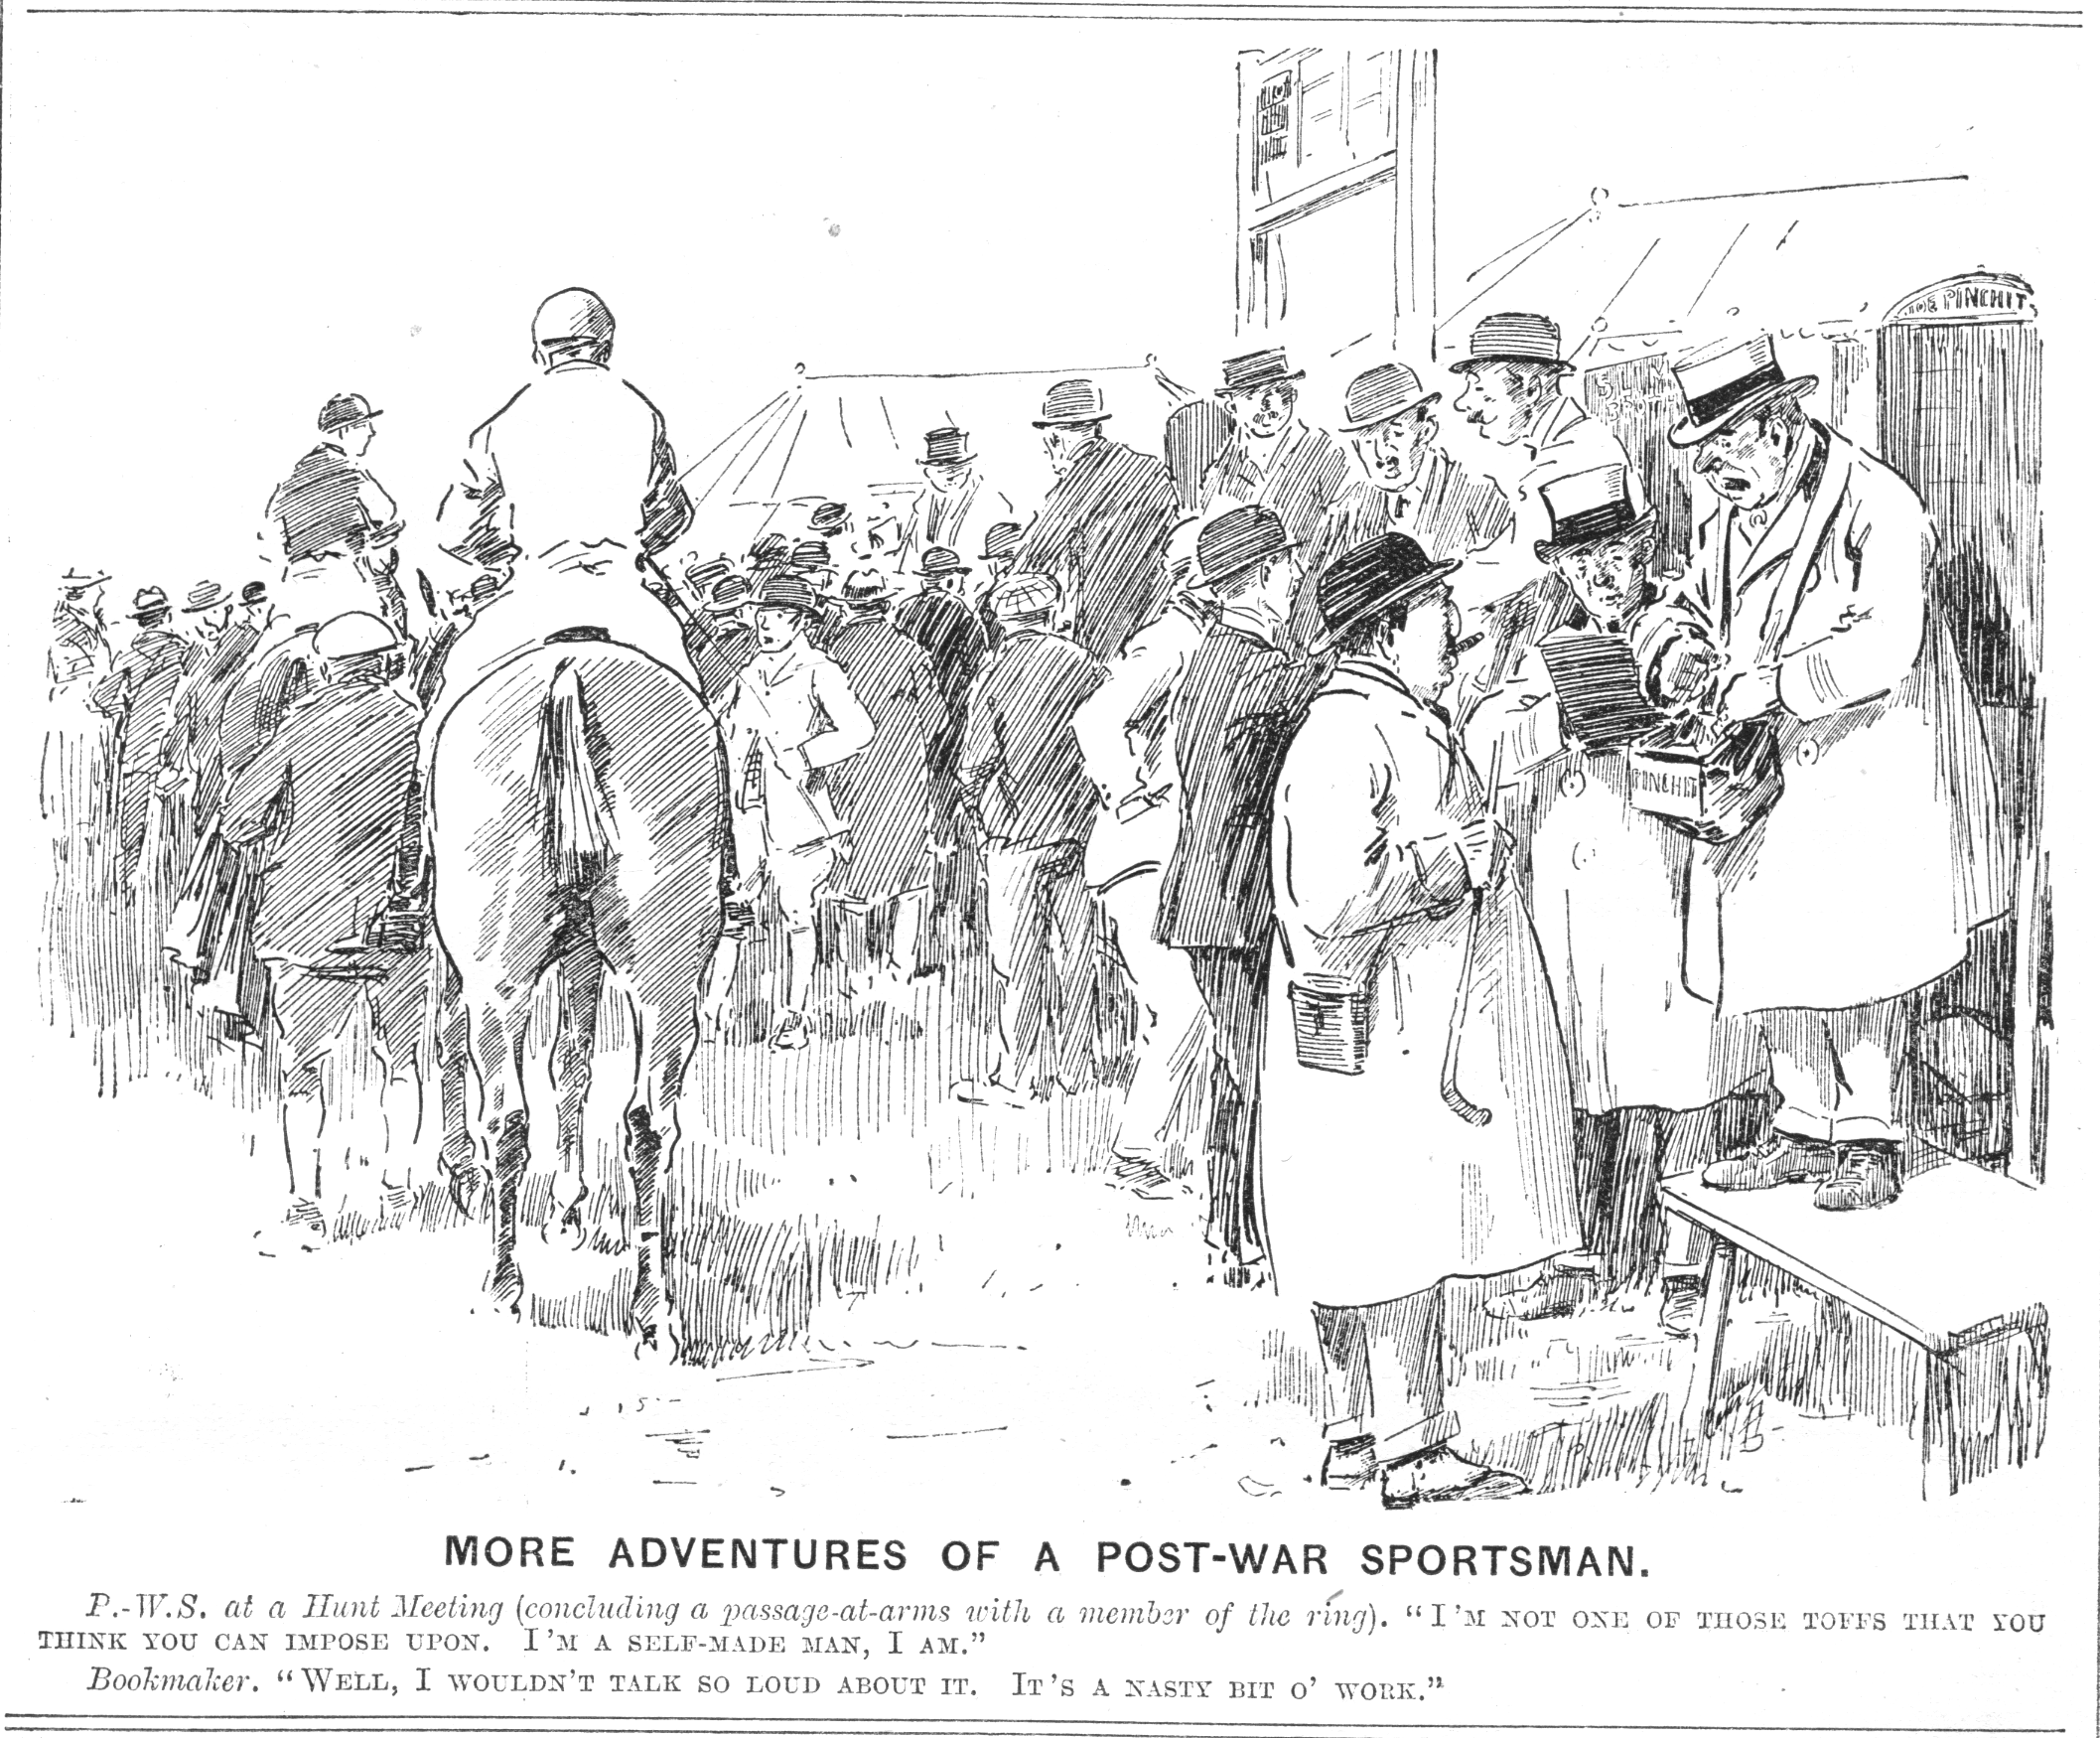 JOE PINCHIT.
PINCHIT
MORE ADVENTURES OF A POST-WAR SPORTSMAN.
P.-W.S. at a Hunt Meeting (concluding a passage-at-arms with a member of the ring). "I'M NOT ONE OF THOSE TOFFS THAT YOU
THINK YOU CAN IMPOSE UPON. I'M A SELF-MADE MAN, I AM."
Bookmaker. "WELL, I WOULDN'T TALK SO LOUD ABOUT IT. IT'S A NASTY BIT O' WORK."